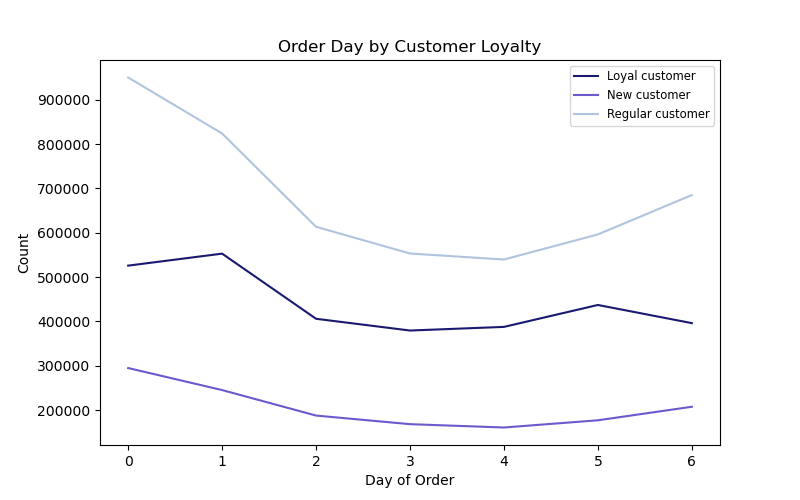 Order Day by Customer Loyalty
Loyal customer
New customer
Regular customer
900000
800000
700000
600000
500000
400000
300000
200000
Count
0 1 2 3 4 5 6
Day of Order